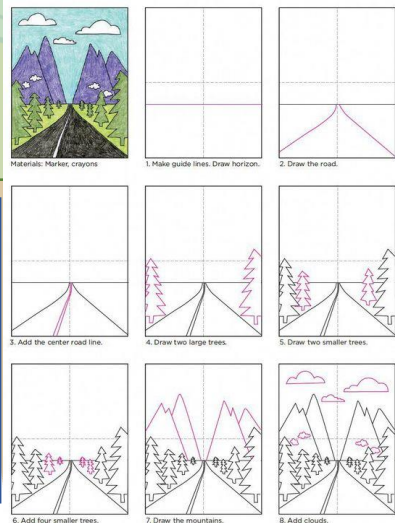 Materials: Marker, crayons
1. Make guide lines. Draw horizon.
2. Draw the road.
3. Add the center road line.
4. Draw two large trees.
5. Draw two smaller trees.
6. Add four smaller trees.
7. Draw the mountains.
8. Add clouds.